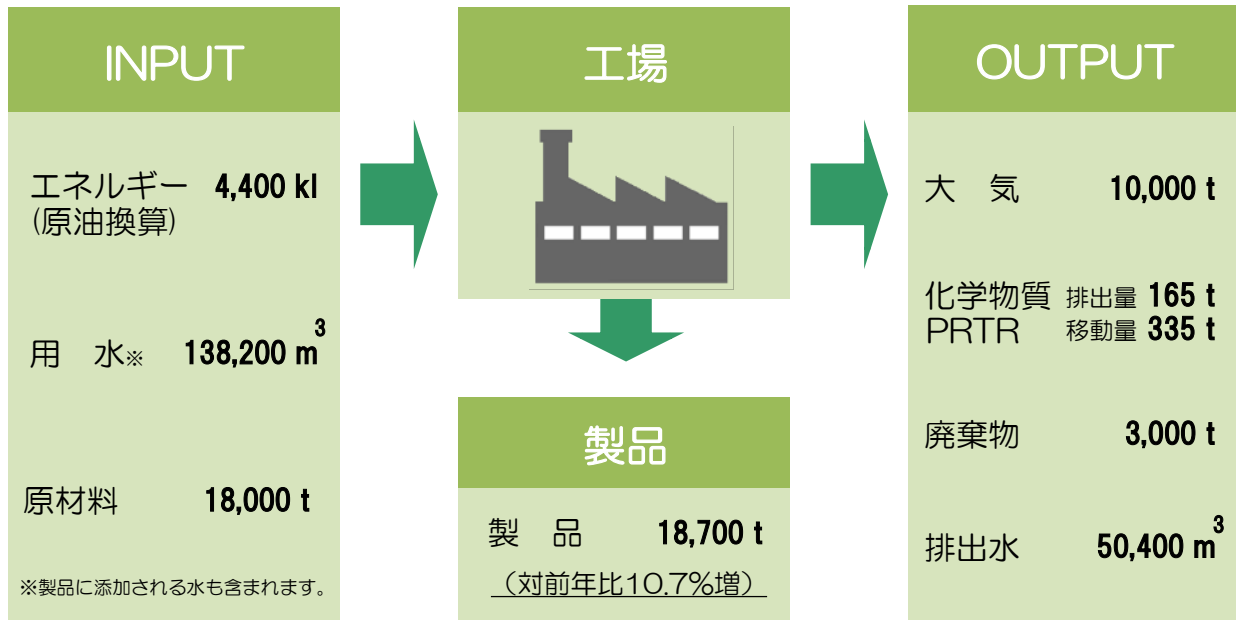 INPUT
エネルギー 4,400 kl
(原油換算)
用 水※ 138,200 m³
原材料 18,000 t
※製品に添加される水も含まれます。
工場
製品
製 品 18,700 t
（対前年比10.7%増）
OUTPUT
大 気 10,000 t
化学物質 排出量 165 t
PRTR 移動量 335 t
廃棄物 3,000 t
排出水 50,400 m³